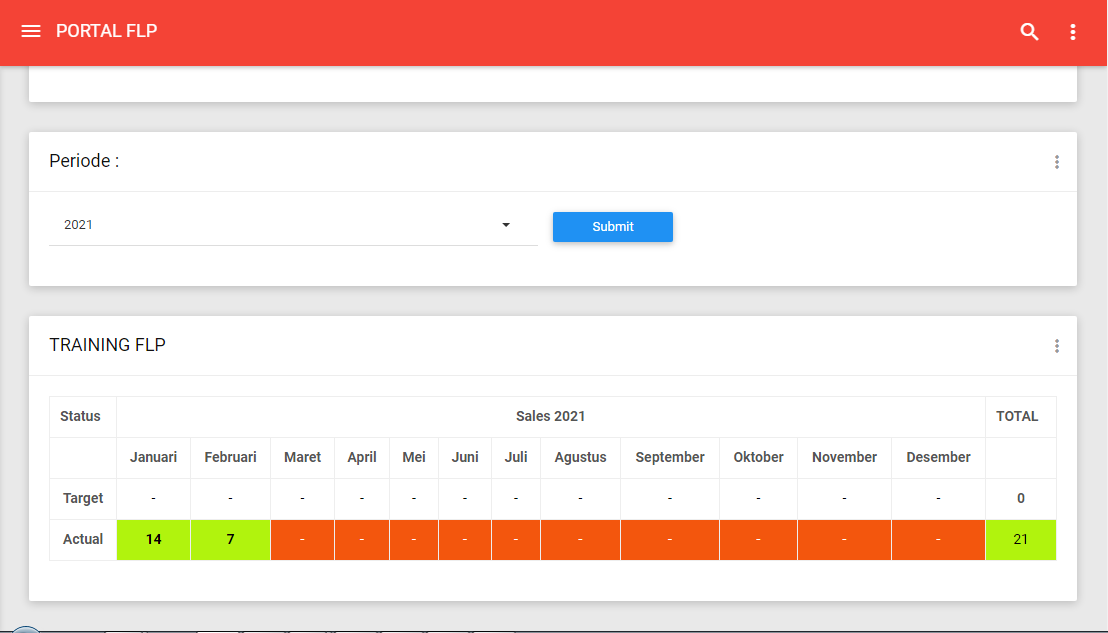 PORTAL FLP
Periode :
2021
Submit
TRAINING FLP
Status Sales 2021 TOTAL
Januari Februari Maret April Mei Juni Juli Agustus September Oktober November Desember
Target - - - - - - - - - - - - 0
Actual 14 7 - - - - - - - - - - 21